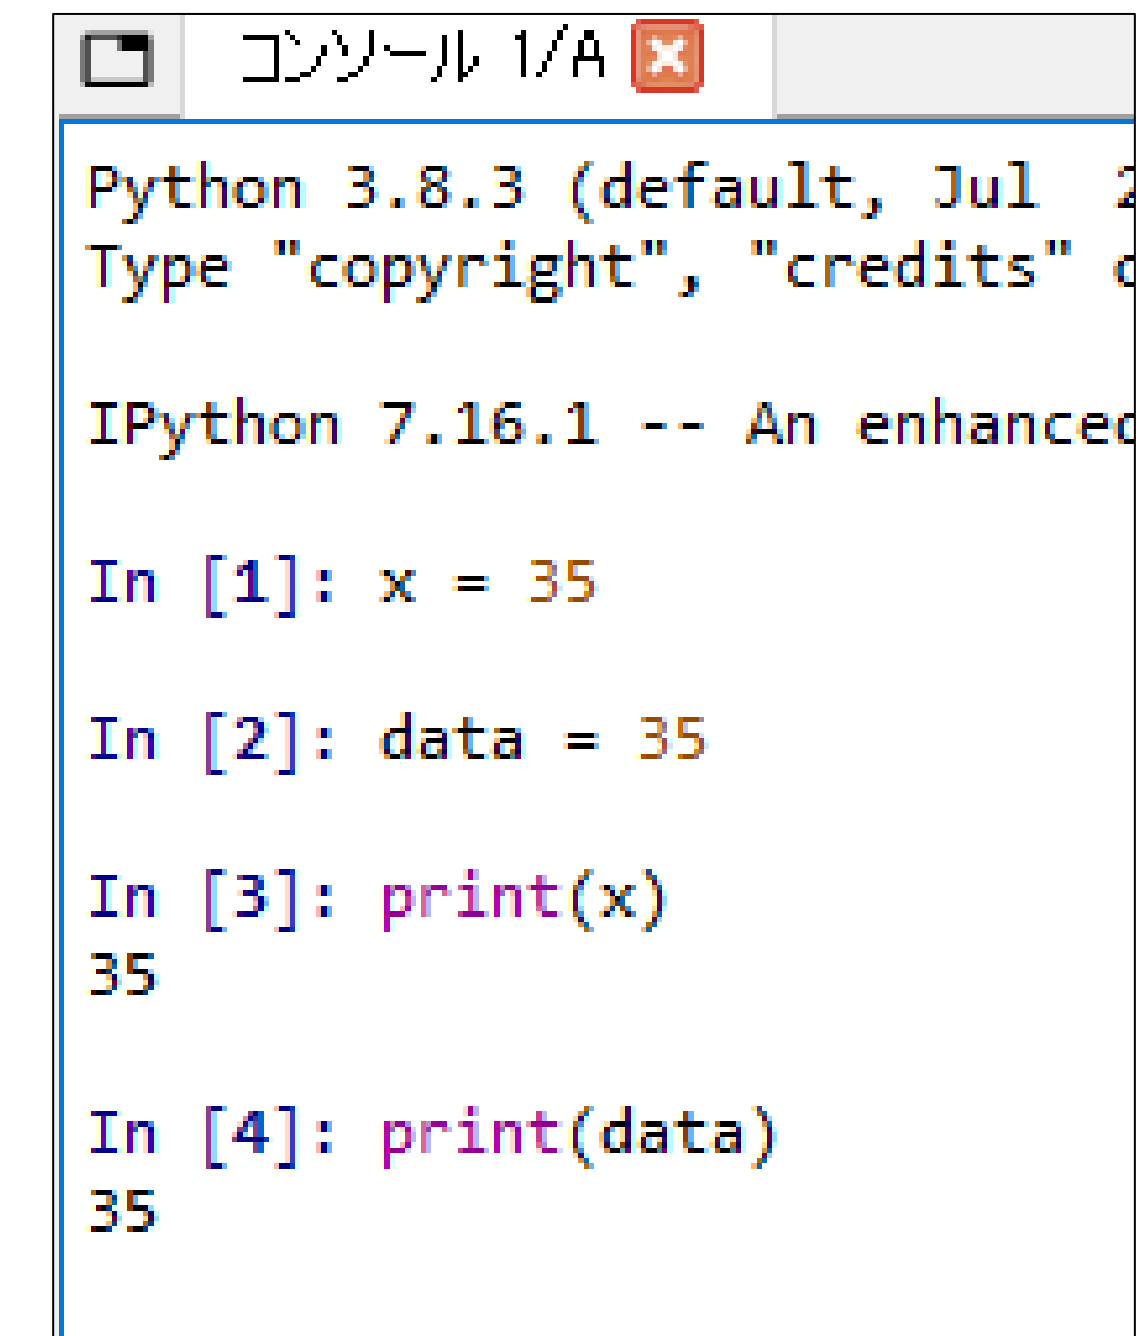 コンソール 1/A
Python 3.8.3 (default, Jul
Type "copyright", "credits"
IPython 7.16.1 -- An enhanced
In [1]: x = 35
In [2]: data = 35
In [3]: print(x)
35
In [4]: print(data)
35